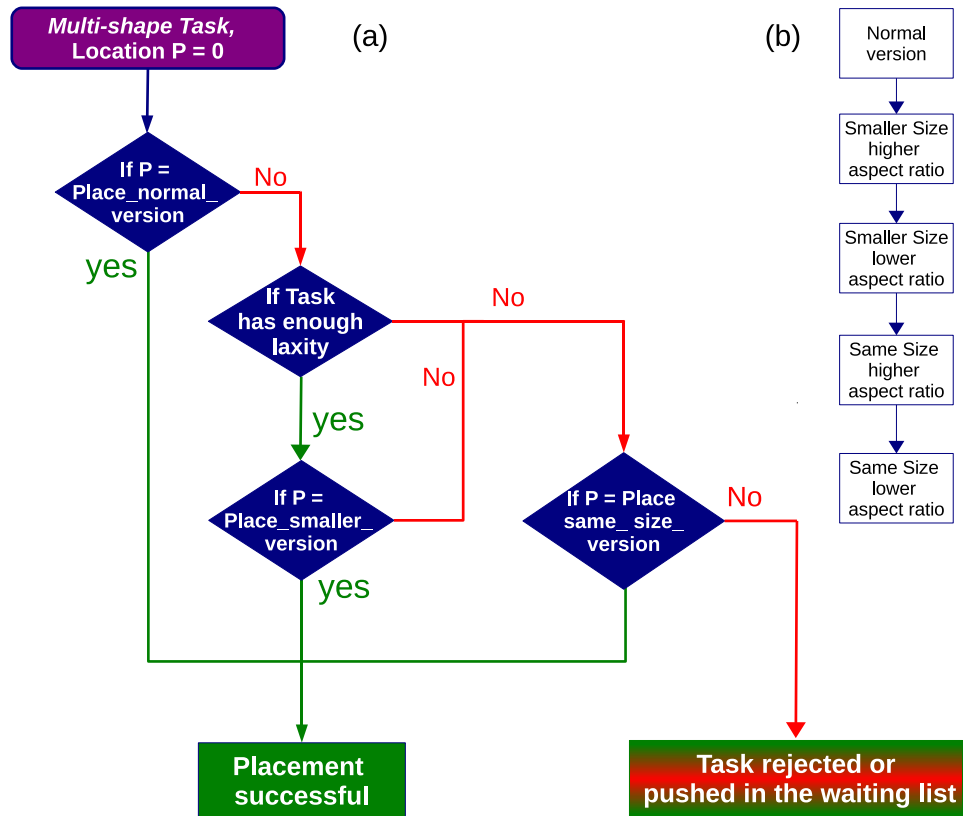 Multi-shape Task,
Location P = 0
(a)
If P =
Place_normal_
version
No
yes
If Task
has enough
laxity
No
No
yes
If P =
Place_smaller_
version
yes
If P = Place
same_ size_
version
No
Placement
successful
Task rejected or
pushed in the waiting list
(b)
Normal
version
Smaller Size
higher
aspect ratio
Smaller Size
lower
aspect ratio
Same Size
higher
aspect ratio
Same Size
lower
aspect ratio